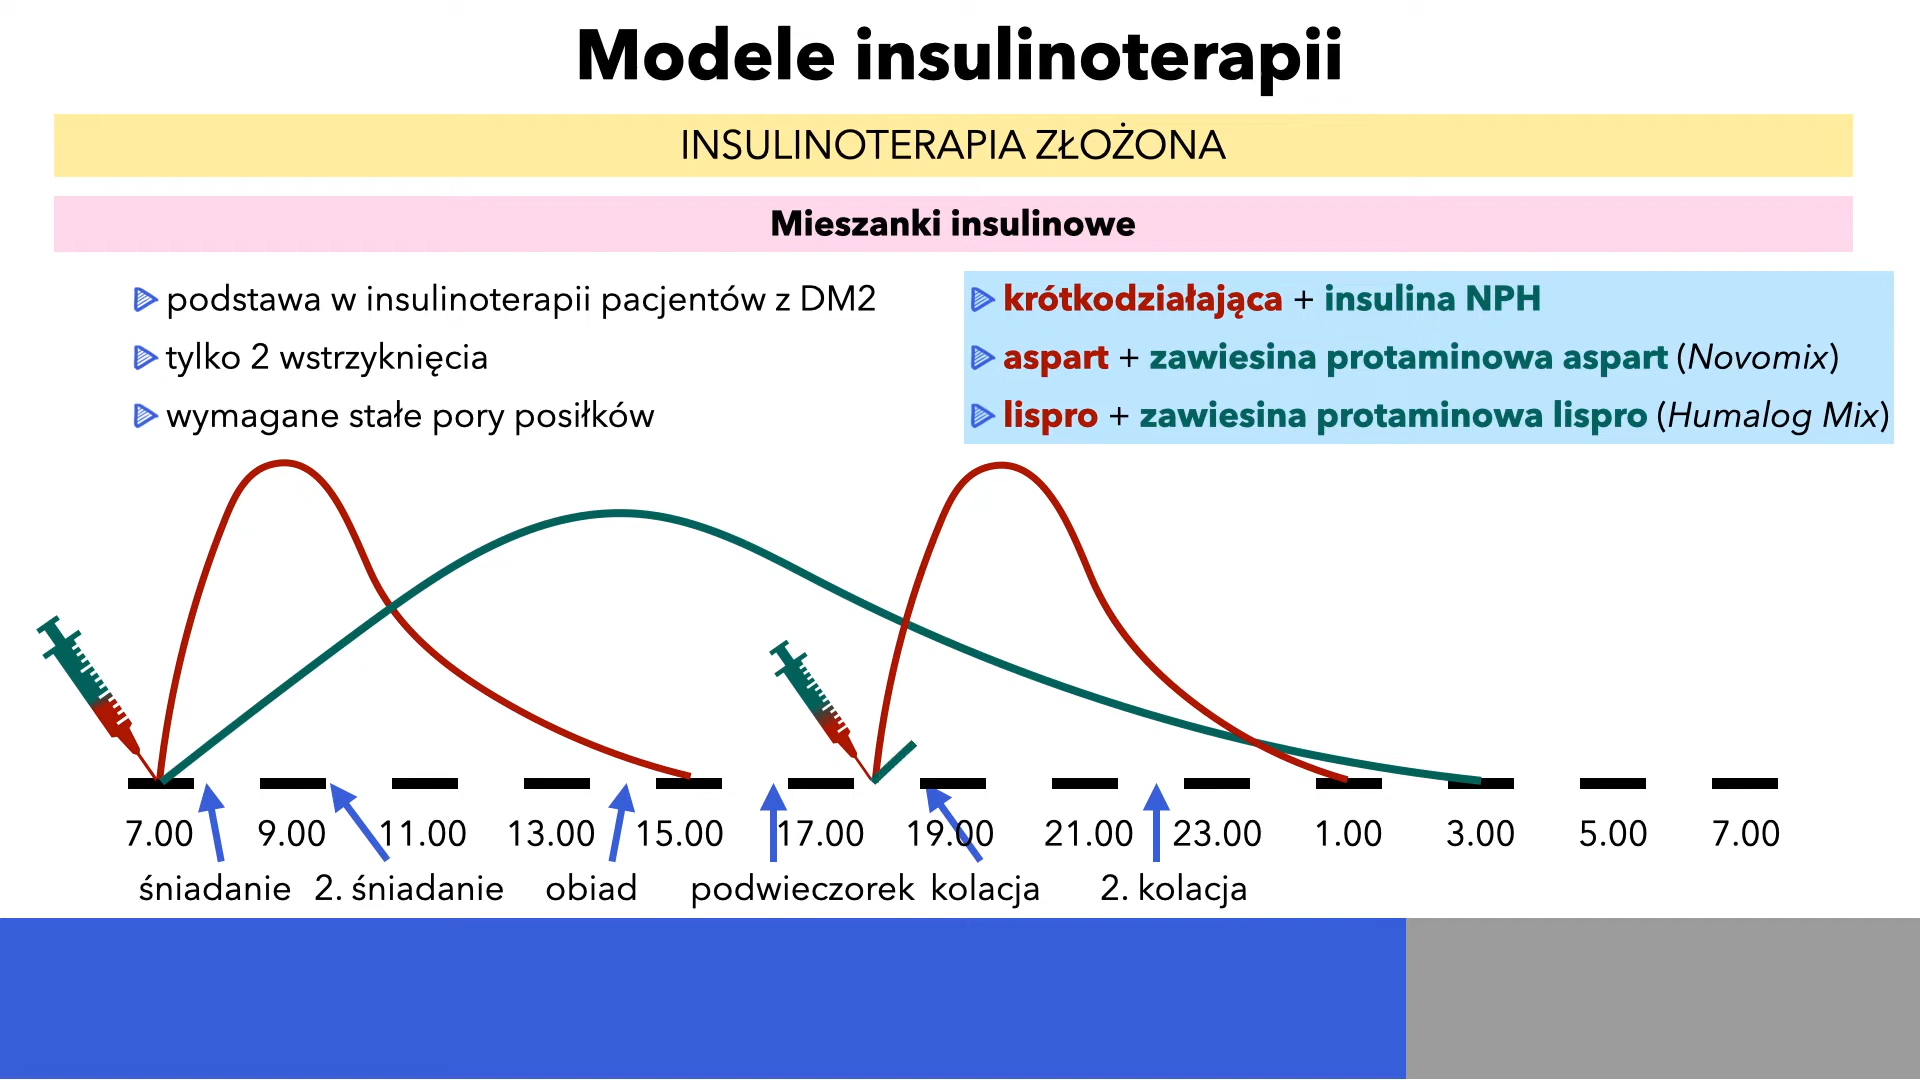 Modele insulinoterapii
INSULINOTERAPIA ZŁOŻONA
Mieszanki insulinowe
podstawa w insulinoterapii pacjentów z DM2
tylko 2 wstrzyknięcia
wymagane stałe pory posiłków
krótkodziałająca + insulina NPH
aspart + zawiesina protaminowa aspart (Novomix)
lispro + zawiesina protaminowa lispro (Humalog Mix)
7.00 9.00 11.00 13.00 15.00 17.00 19.00 21.00 23.00 1.00 3.00 5.00 7.00
śniadanie 2. śniadanie obiad podwieczorek kolacja 2. kolacja